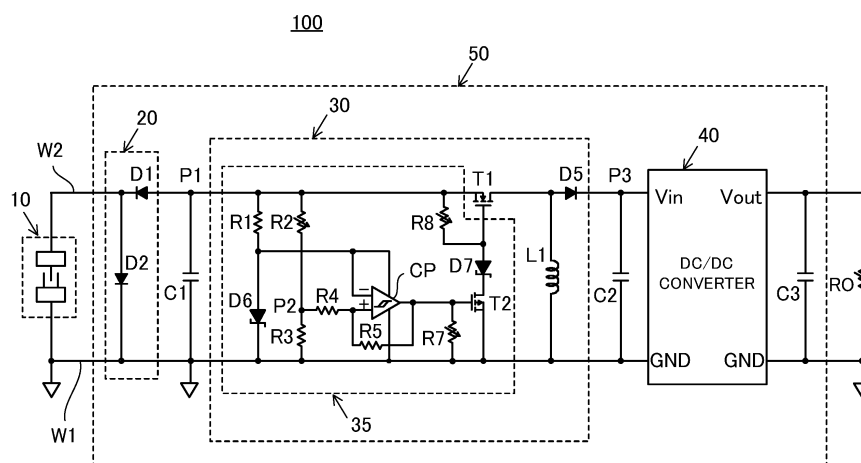 100
50
20
30
W2
D1
P1
T1
D5
P3
40
10
R1
R2
R8
Vin
Vout
D2
C1
D6
P2
R4
CP
D7
T2
L1
C2
DC/DC
CONVERTER
C3
RO
R3
R5
R7
GND
GND
W1
35
−
+